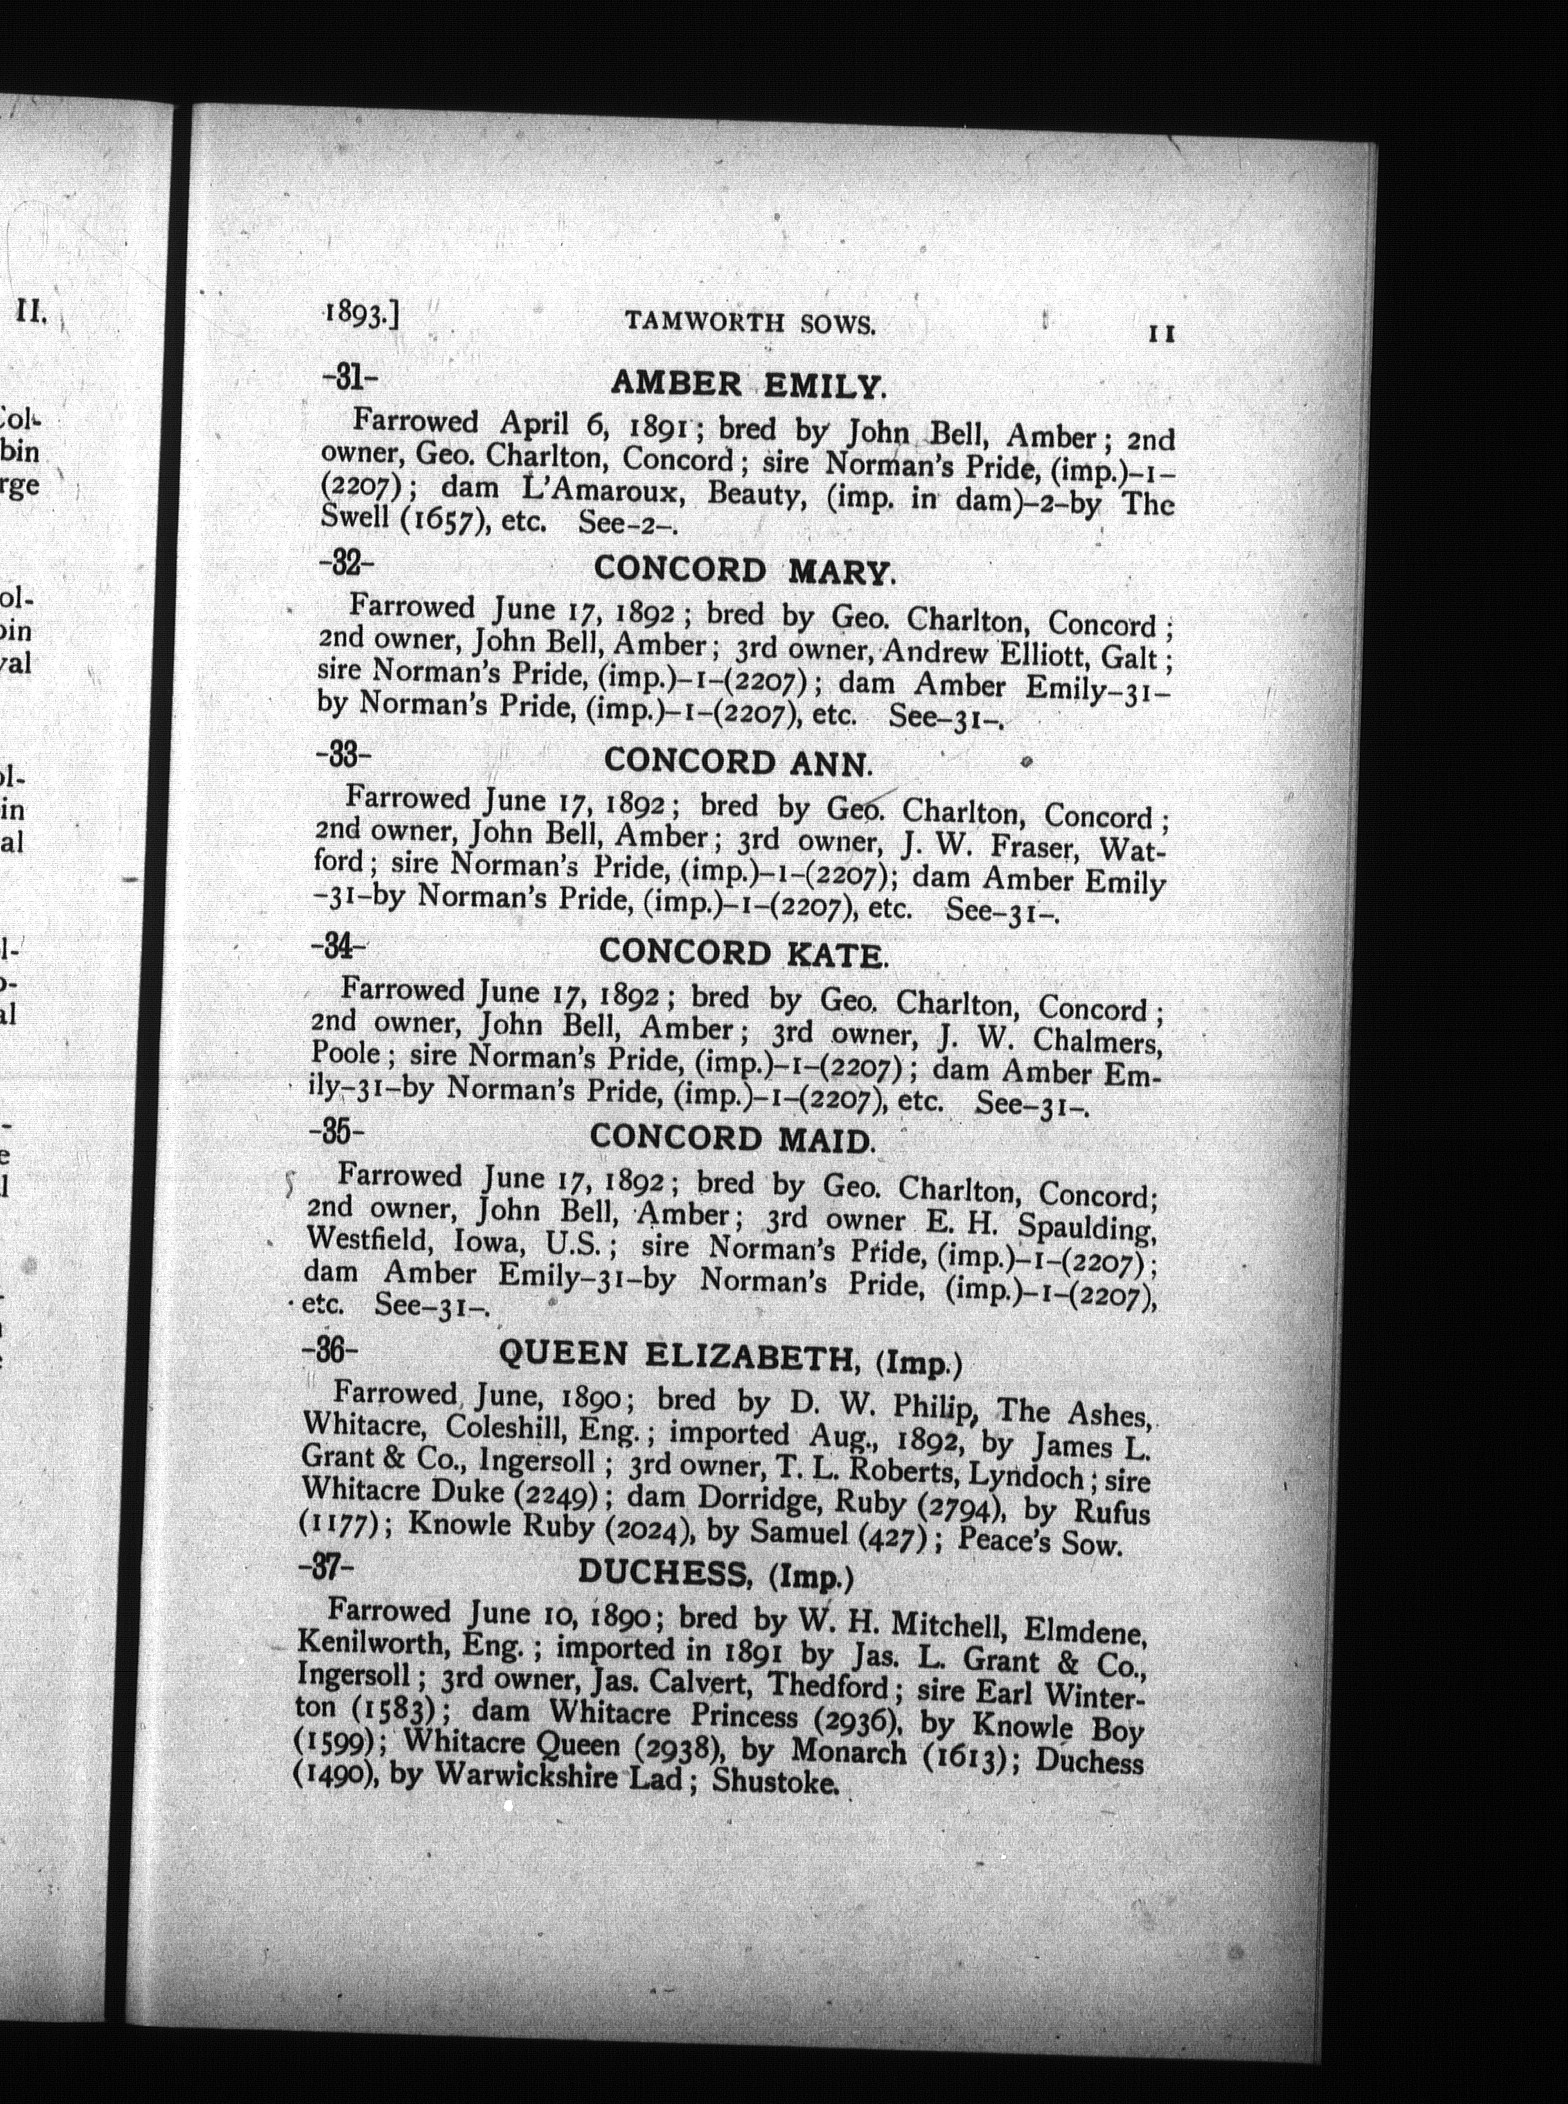 II.
bin
rge
1893.] TAMWORTH SOWS. 11
-31- AMBER EMILY.
Farrowed April 6, 1891; bred by John Bell, Amber; 2nd
owner, Geo. Charlton, Concord; sire Norman's Pride, (imp.)-1-
(2207); dam L'Amaroux, Beauty, (imp. in dam)-2-by The
Swell (1657), etc. See-2-.
-32- CONCORD MARY.
Farrowed June 17, 1892; bred by Geo. Charlton, Concord;
2nd owner, John Bell, Amber; 3rd owner, Andrew Elliott, Galt;
sire Norman's Pride, (imp.)-1-(2207); dam Amber Emily-31-
by Norman's Pride, (imp.)-1-(2207), etc. See-31-.
-33- CONCORD ANN.
Farrowed June 17, 1892; bred by Geo. Charlton, Concord;
2nd owner, John Bell, Amber; 3rd owner, J. W. Fraser, Wat-
ford; sire Norman's Pride, (imp.)-1-(2207); dam Amber Emily
-31-by Norman's Pride, (imp.)-1-(2207), etc. See-31-.
-34- CONCORD KATE.
Farrowed June 17, 1892; bred by Geo. Charlton, Concord;
2nd owner, John Bell, Amber; 3rd owner, J. W. Chalmers,
Poole; sire Norman's Pride, (imp.)-1-(2207); dam Amber Em-
ily-31-by Norman's Pride, (imp.)-1-(2207), etc. See-31-.
-35- CONCORD MAID.
Farrowed June 17, 1892; bred by Geo. Charlton, Concord;
2nd owner, John Bell, Amber; 3rd owner E. H. Spaulding,
Westfield, Iowa, U.S.; sire Norman's Pride, (imp.)-1-(2207);
dam Amber Emily-31-by Norman's Pride, (imp.)-1-(2207),
etc. See-31-.
-36- QUEEN ELIZABETH, (Imp.)
Farrowed, June, 1890; bred by D. W. Philip, The Ashes,
Whitacre, Coleshill, Eng.; imported Aug., 1892, by James L.
Grant & Co., Ingersoll; 3rd owner, T. L. Roberts, Lyndoch; sire
Whitacre Duke (2249); dam Dorridge, Ruby (2794), by Rufus
(1177); Knowle Ruby (2024), by Samuel (427); Peace's Sow.
-37- DUCHESS, (Imp.)
Farrowed June 10, 1890; bred by W. H. Mitchell, Elmdene,
Kenilworth, Eng.; imported in 1891 by Jas. L. Grant & Co.,
Ingersoll; 3rd owner, Jas. Calvert, Thedford; sire Earl Winter-
ton (1583); dam Whitacre Princess (2936), by Knowle Boy
(1599); Whitacre Queen (2938), by Monarch (1613); Duchess
(1490), by Warwickshire Lad; Shustoke.